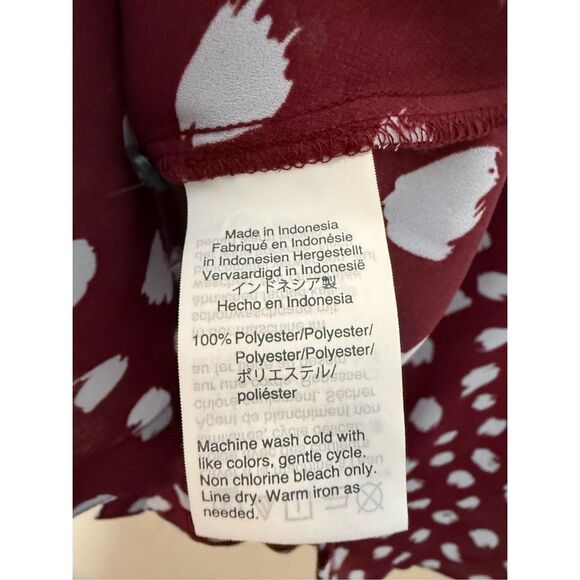 Made in Indonesia
Fabriqué en Indonésie
in Indonesien Hergestellt
Vervaardigd in Indonesië
インドネシア製
Hecho en Indonesia
100% Polyester/Polyester/
Polyester/Polyester/
ポリエステル/
poliéster
Machine wash cold with
like colors, gentle cycle.
Non chlorine bleach only.
Line dry. Warm iron as
needed.